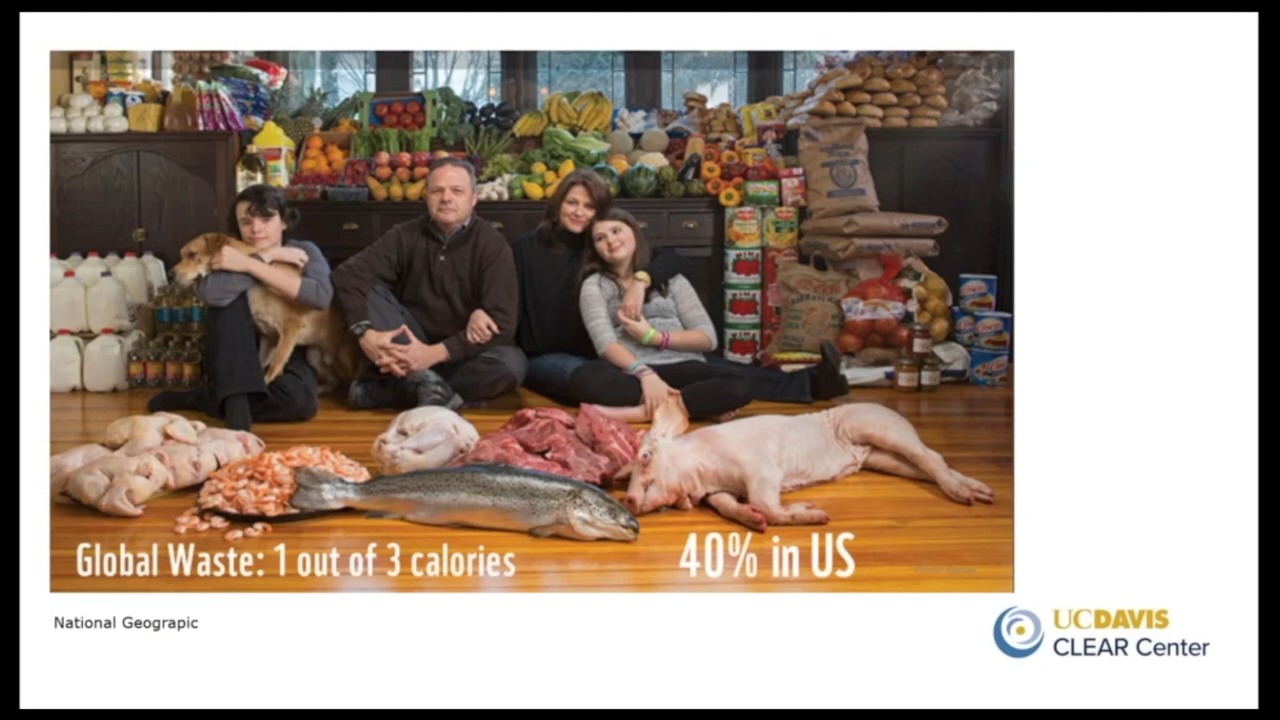 Global Waste: 1 out of 3 calories
40% in US
National Geograpic
UCDAVIS
CLEAR Center